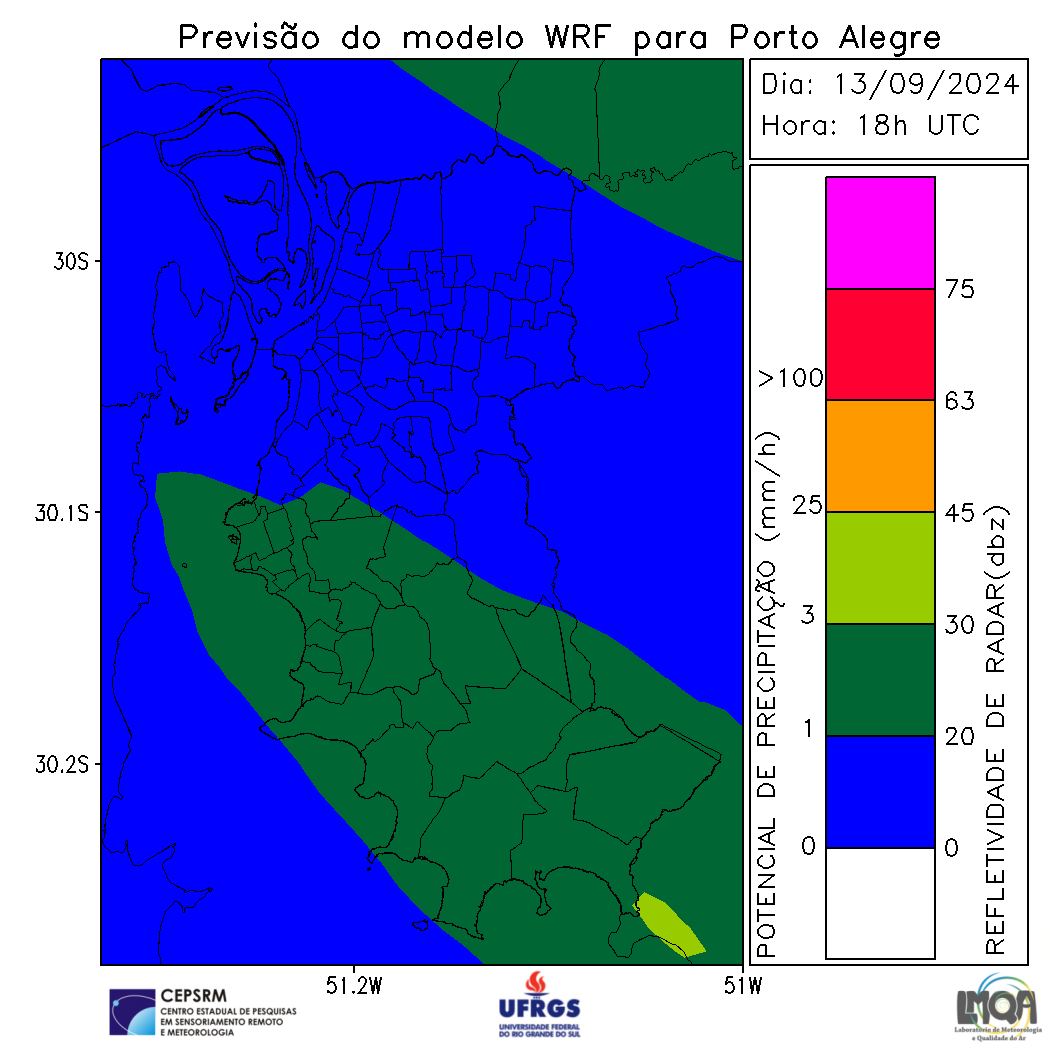 Previsão do modelo WRF para Porto Alegre
Dia: 13/09/2024
Hora: 18h UTC
30S
30.1S
30.2S
51.2W
51W
POTENCIAL DE PRECIPITAÇÃO (mm/h)
>100
25
3
1
0
75
63
45
30
20
0
REFLETIVIDADE DE RADAR(dbz)
CEPSRM
CENTRO ESTADUAL DE PESQUISAS
EM SENSORIAMENTO REMOTO
E METEOROLOGIA
UFRGS
UNIVERSIDADE FEDERAL
DO RIO GRANDE DO SUL
LMQA
Laboratório de Meteorologia
e Qualidade do Ar